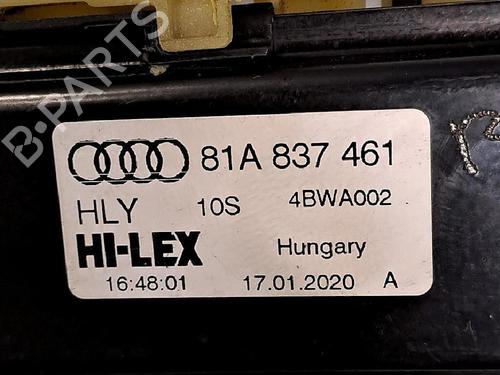 B-PARTS
81A 837 461
HLY 10S 4BWA002
HI-LEX Hungary
16:48:01 17.01.2020 A